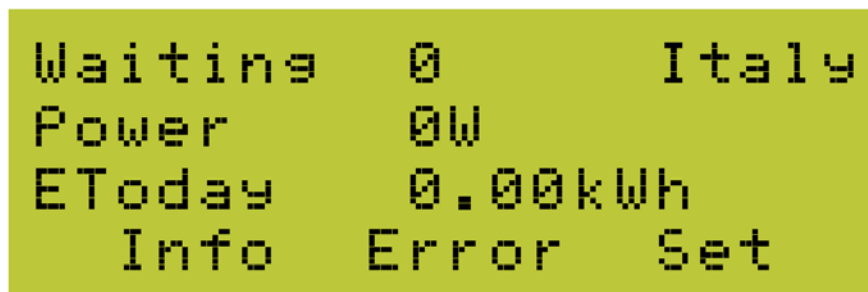 Waiting 0 Italy
Power 0W
EToday 0.00kWh
Info Error Set